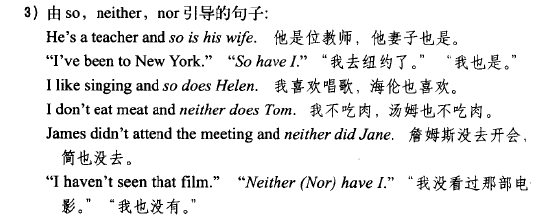 3) 由 so, neither, nor 引导的句子:
He's a teacher and so is his wife. 他是位教师,他妻子也是。
"I've been to New York." "So have I." "我去纽约了。" "我也是。"
I like singing and so does Helen. 我喜欢唱歌,海伦也喜欢。
I don't eat meat and neither does Tom. 我不吃肉,汤姆也不吃肉。
James didn't attend the meeting and neither did Jane. 詹姆斯没去开会,
简也没去。
"I haven't seen that film." "Neither (Nor) have I." "我没看过那部电
影。" "我也没有。"